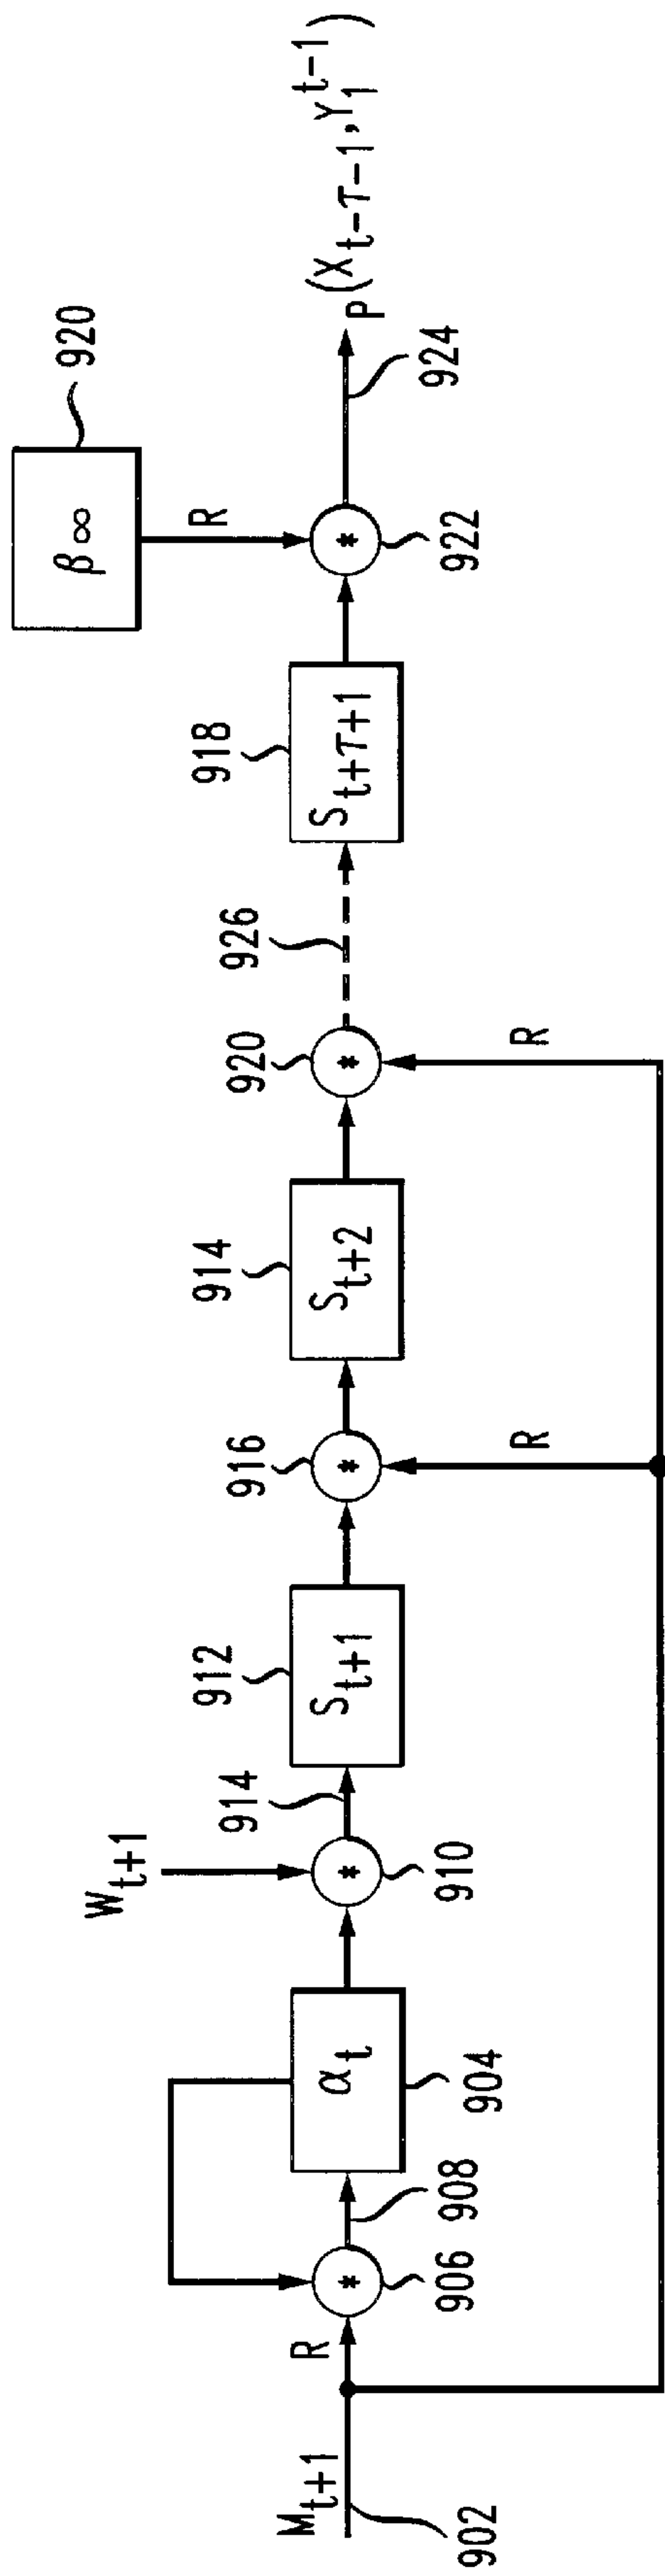 M_{t+1}
902
R
906
908
α_t
904
W_{t+1}
*
*
910
914
912
S_{t+1}
916
*
R
914
S_{t+2}
920
*
R
926
918
S_{t+τ+1}
920
β∞
R
*
922
924
P(X_{t-τ-1}, Y_1^{t-1})